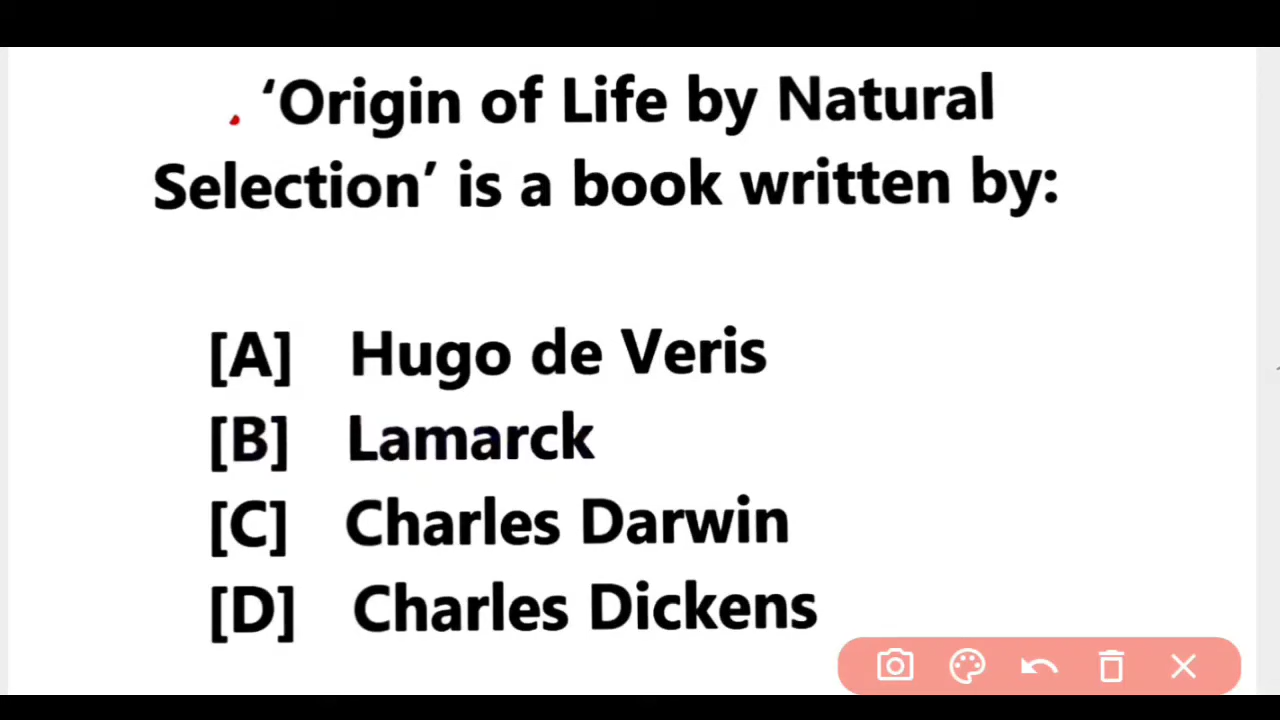 ‘Origin of Life by Natural
Selection’ is a book written by:
[A] Hugo de Veris
[B] Lamarck
[C] Charles Darwin
[D] Charles Dickens